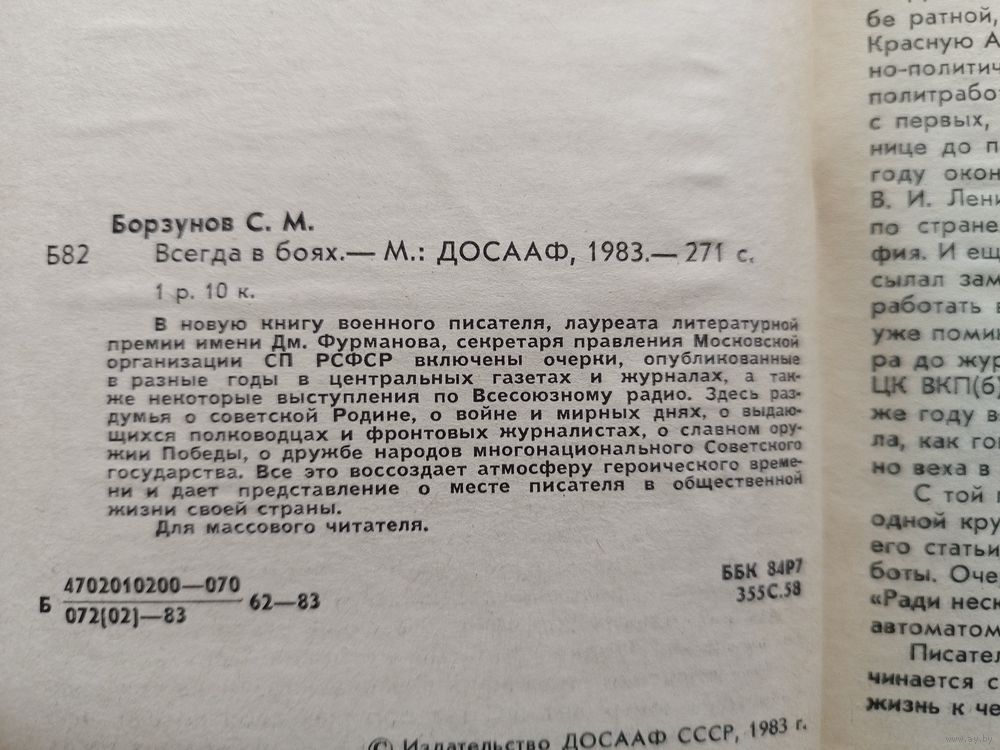 Борзунов С. М.
Б82 Всегда в боях.— М.: ДОСААФ, 1983.— 271 с.
1 р. 10 к.
В новую книгу военного писателя, лауреата литературной
премии имени Дм. Фурманова, секретаря правления Московской
организации СП РСФСР включены очерки, опубликованные
в разные годы в центральных газетах и журналах, а так-
же некоторые выступления по Всесоюзному радио. Здесь раз-
думья о советской Родине, о войне и мирных днях, о выдаю-
щихся полководцах и фронтовых журналистах, о славном ору-
жии Победы, о дружбе народов многонационального Советского
государства. Все это воссоздает атмосферу героического време-
ни и дает представление о месте писателя в общественной
жизни своей страны.
Для массового читателя.
Б 4702010200—070
072(02)—83
62—83
ББК 84Р7
355С.58
© Издательство ДОСААФ СССР, 1983 г.
бе ратной,
Красную А
но-политич
политрабо
с первых,
нице до п
году окон
В. И. Лени
по стране
фия. И ещ
сылал зам
работать в
уже помин
ра до жур
ЦК ВКП(б)
же году в
ла, как гов
но веха в
С той п
одной кру
его статьи
боты. Оче
«Ради неск
автоматом
Писател
чинается с
жизнь к че
www.ay.by